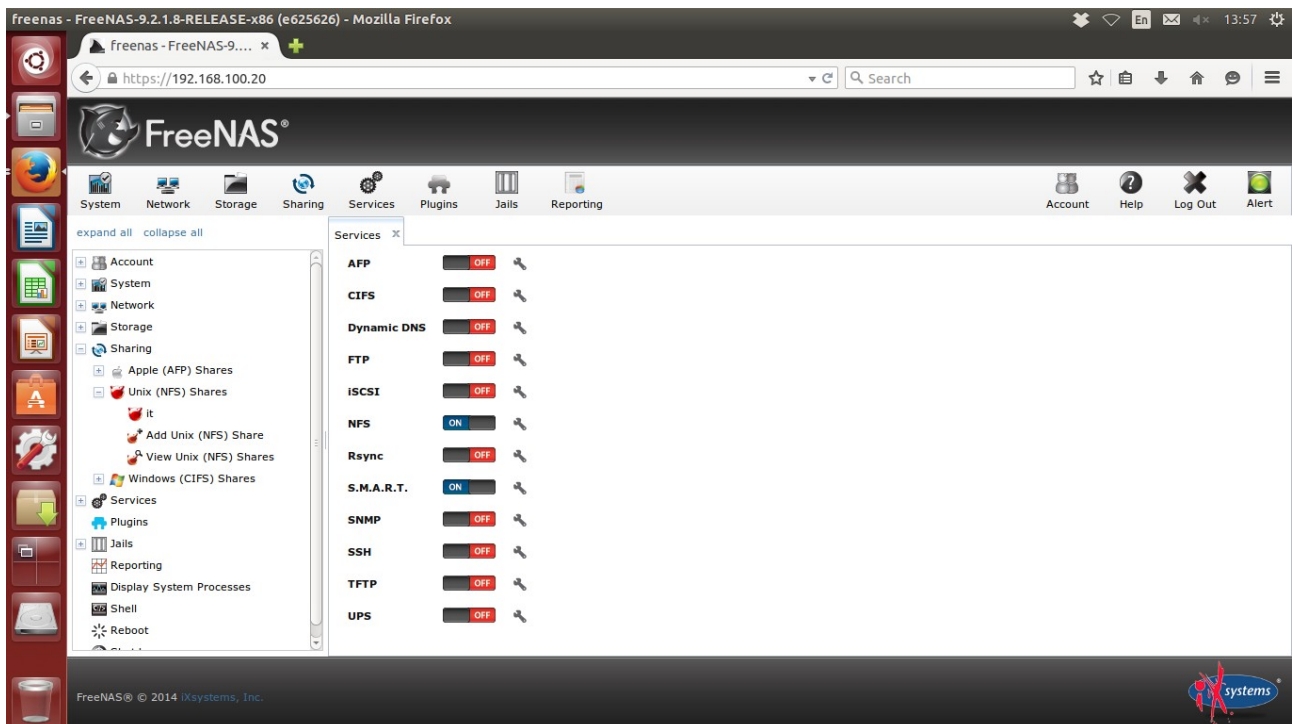 freenas - FreeNAS-9.2.1.8-RELEASE-x86 (e625626) - Mozilla Firefox
En
13:57
freenas - FreeNAS-9.... ×
https://192.168.100.20
Search
FreeNAS®
System Network Storage Sharing Services Plugins Jails Reporting Account Help Log Out Alert
expand all collapse all
Services X
Account
System
Network
Storage
Sharing
Apple (AFP) Shares
Unix (NFS) Shares
it
Add Unix (NFS) Share
View Unix (NFS) Shares
Windows (CIFS) Shares
Services
Plugins
Jails
Reporting
Display System Processes
Shell
Reboot
AFP OFF
CIFS OFF
Dynamic DNS OFF
FTP OFF
iSCSI OFF
NFS ON
Rsync OFF
S.M.A.R.T. ON
SNMP OFF
SSH OFF
TFTP OFF
UPS OFF
FreeNAS® © 2014 iXsystems, Inc.
iXsystems